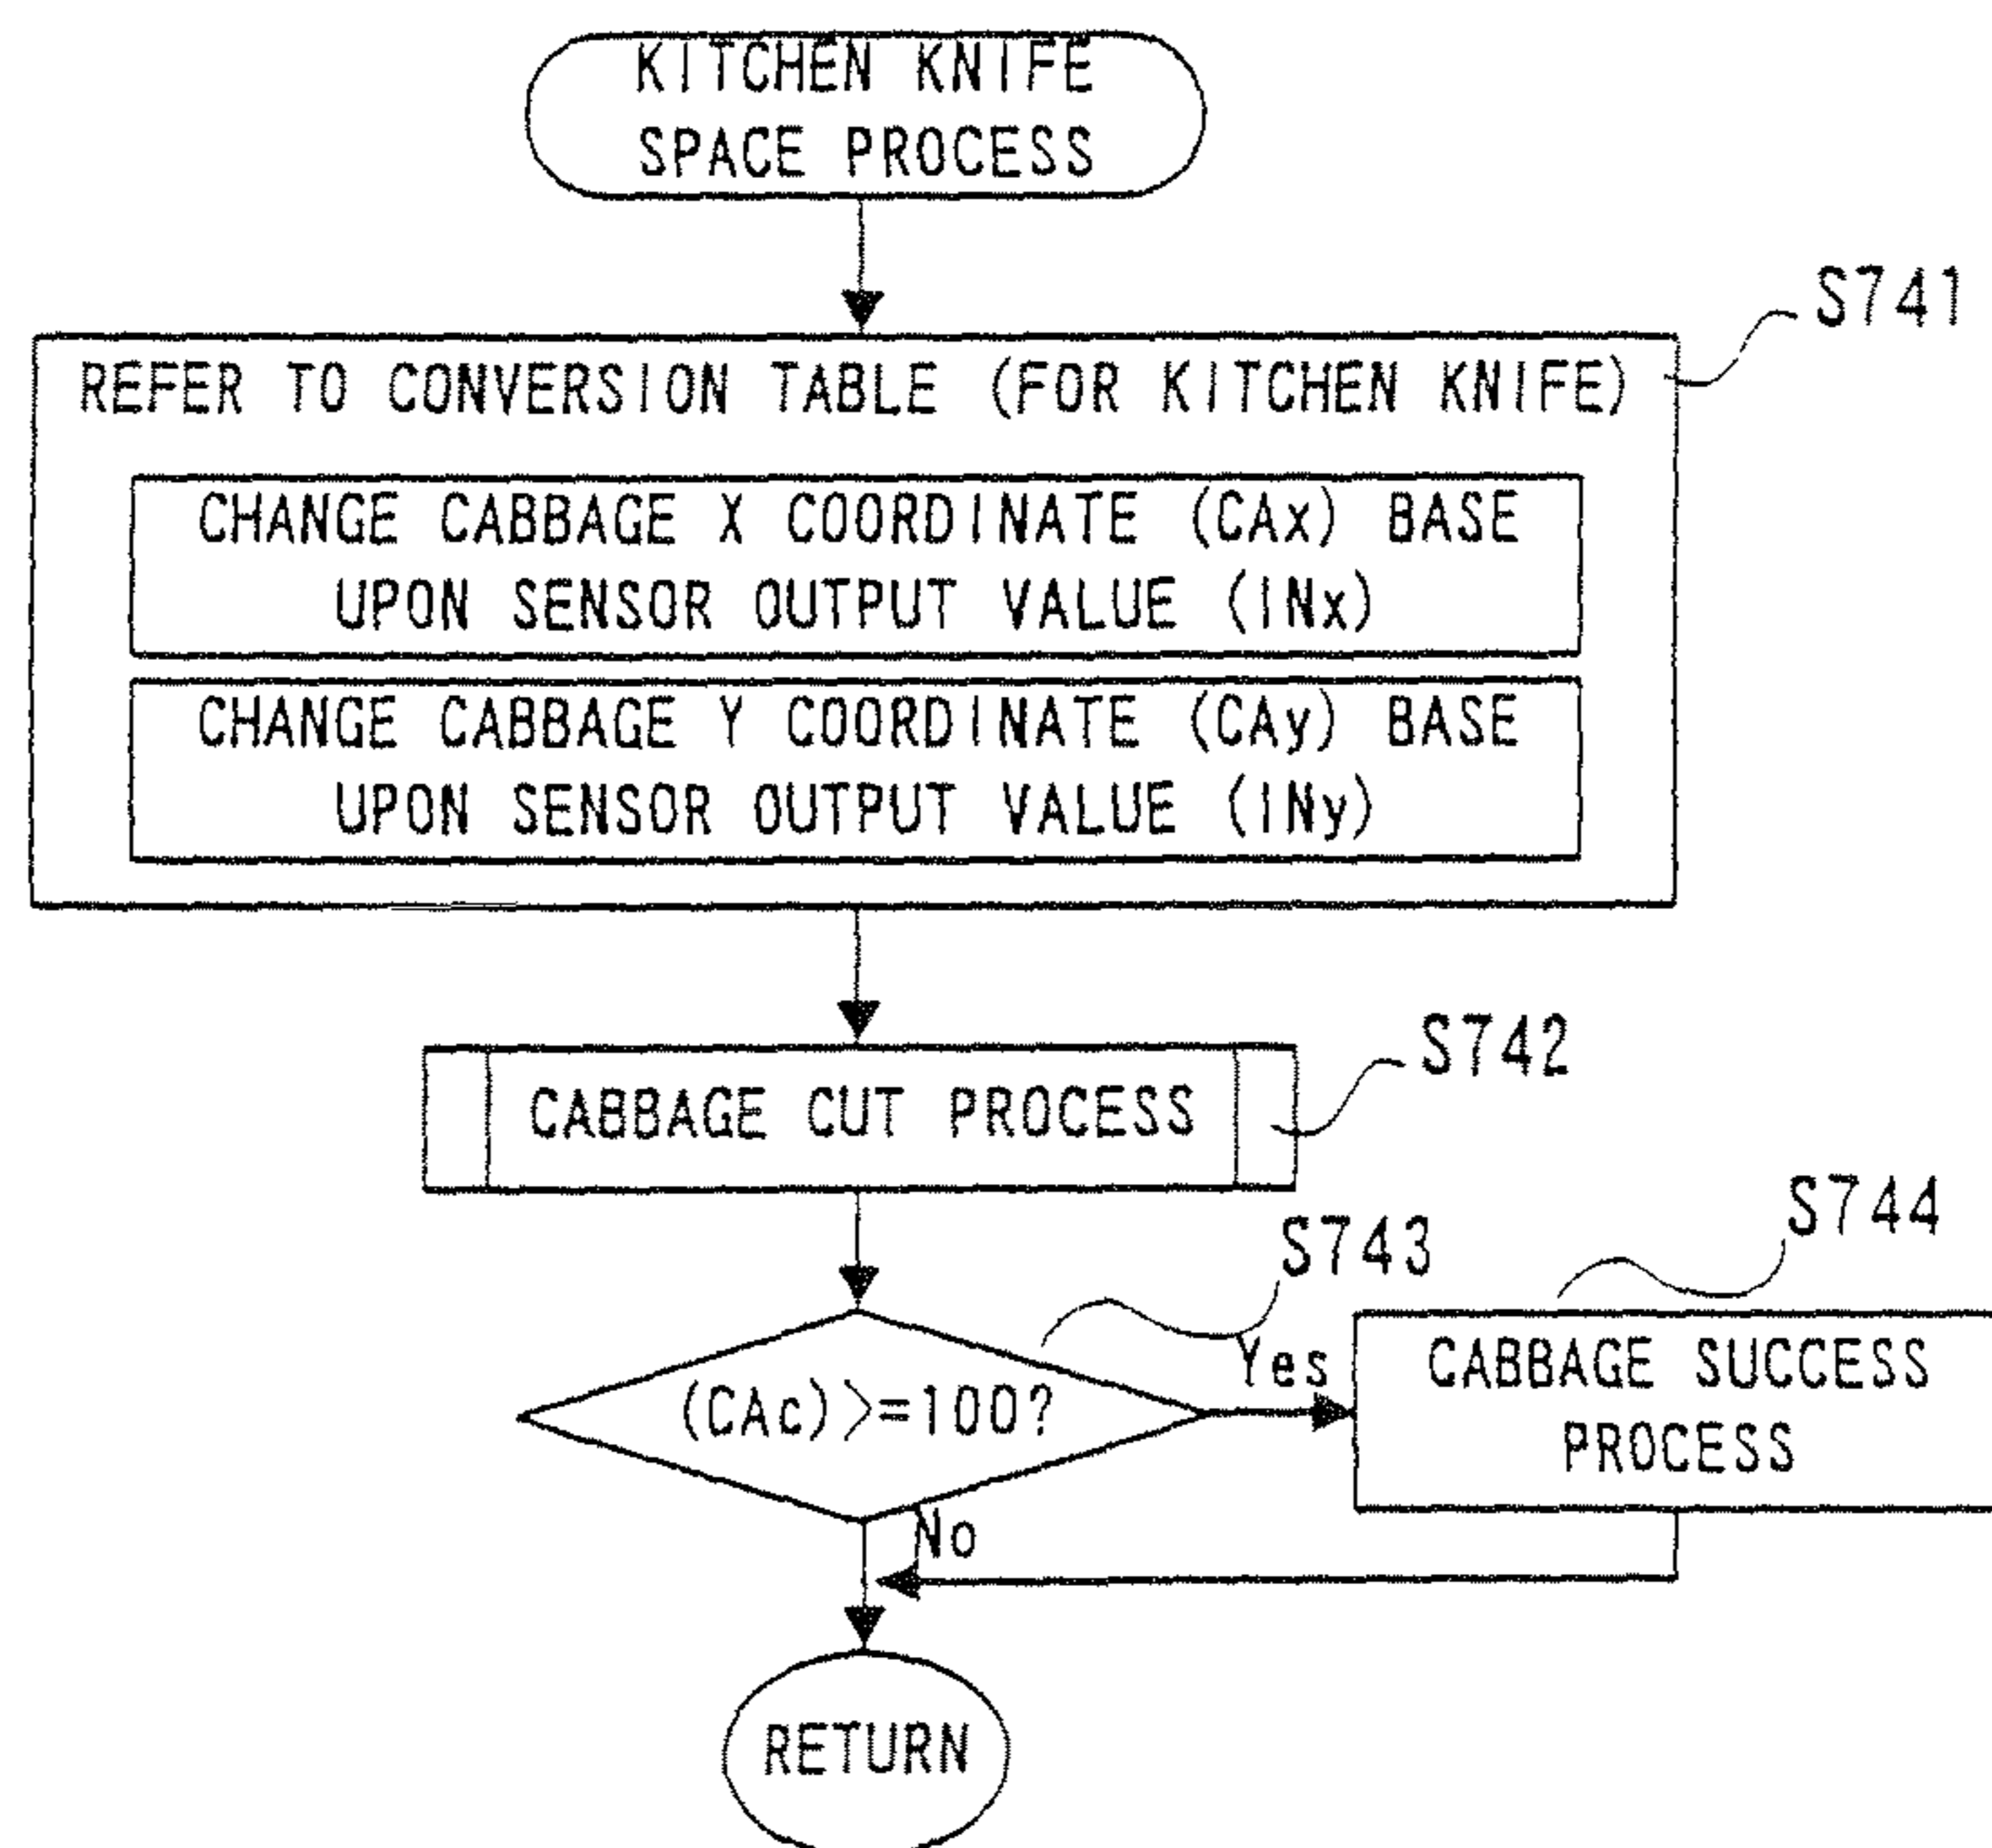 KITCHEN KNIFE
SPACE PROCESS
S741
REFER TO CONVERSION TABLE (FOR KITCHEN KNIFE)
CHANGE CABBAGE X COORDINATE (CAx) BASE
UPON SENSOR OUTPUT VALUE (INx)
CHANGE CABBAGE Y COORDINATE (CAy) BASE
UPON SENSOR OUTPUT VALUE (INy)
S742
CABBAGE CUT PROCESS
S743
S744
(CAc)>=100?
Yes
CABBAGE SUCCESS
PROCESS
No
RETURN